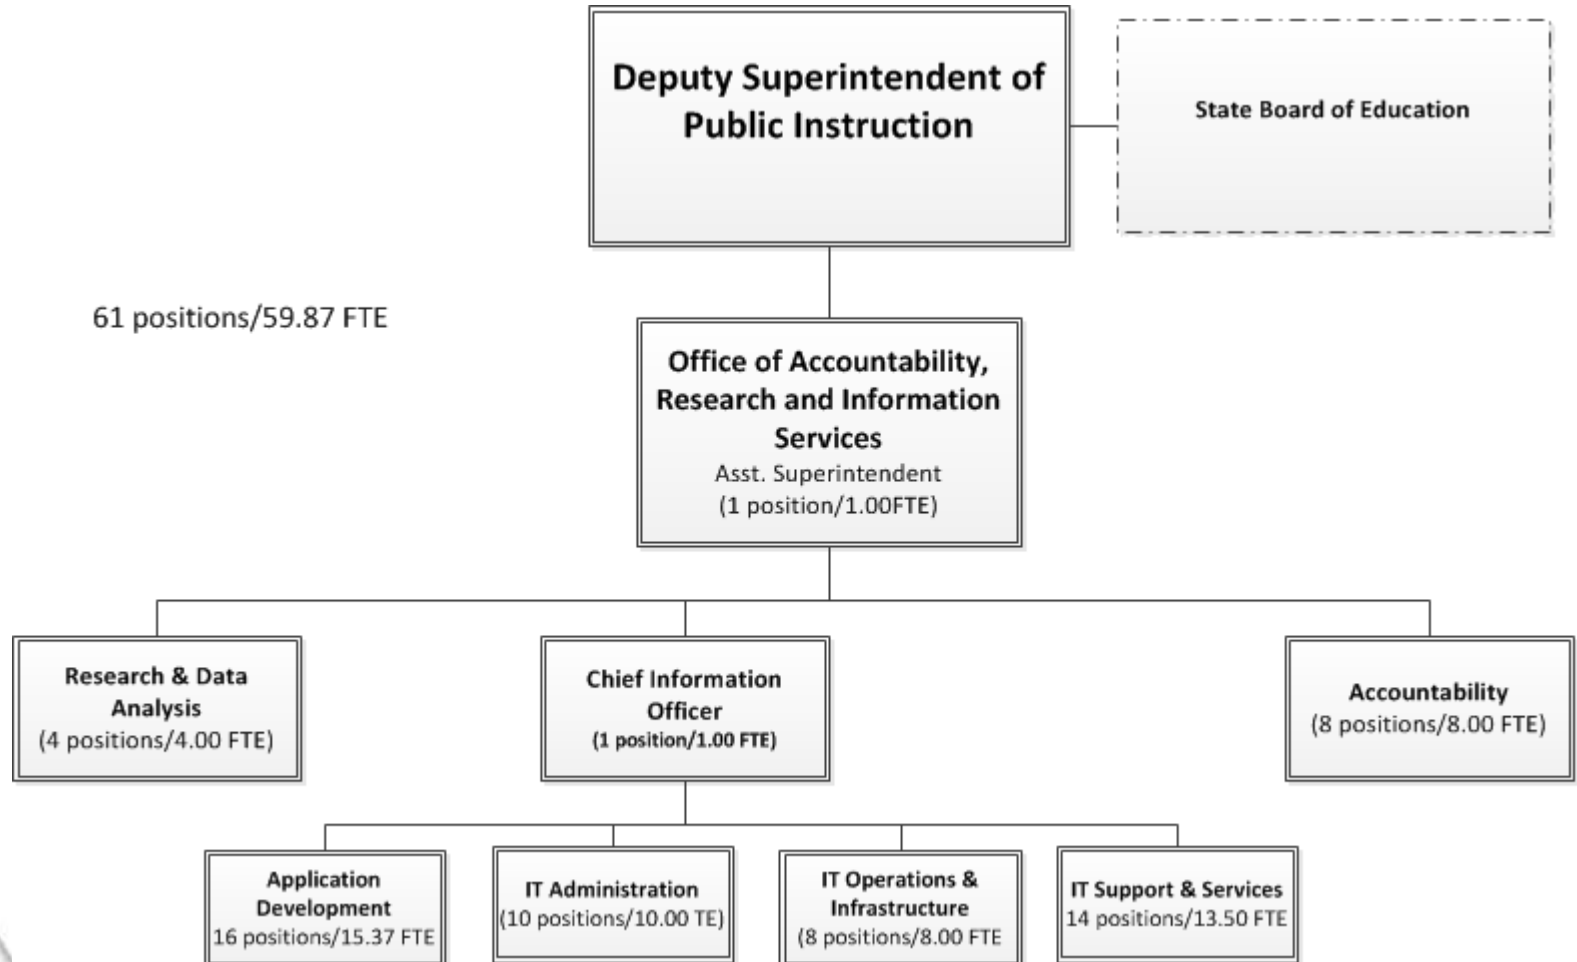 Deputy Superintendent of
Public Instruction
State Board of Education
61 positions/59.87 FTE
Office of Accountability,
Research and Information
Services
Asst. Superintendent
(1 position/1.00FTE)
Research & Data
Analysis
(4 positions/4.00 FTE)
Chief Information
Officer
(1 position/1.00 FTE)
Accountability
(8 positions/8.00 FTE)
Application
Development
16 positions/15.37 FTE
IT Administration
(10 positions/10.00 TE)
IT Operations &
Infrastructure
(8 positions/8.00 FTE
IT Support & Services
14 positions/13.50 FTE